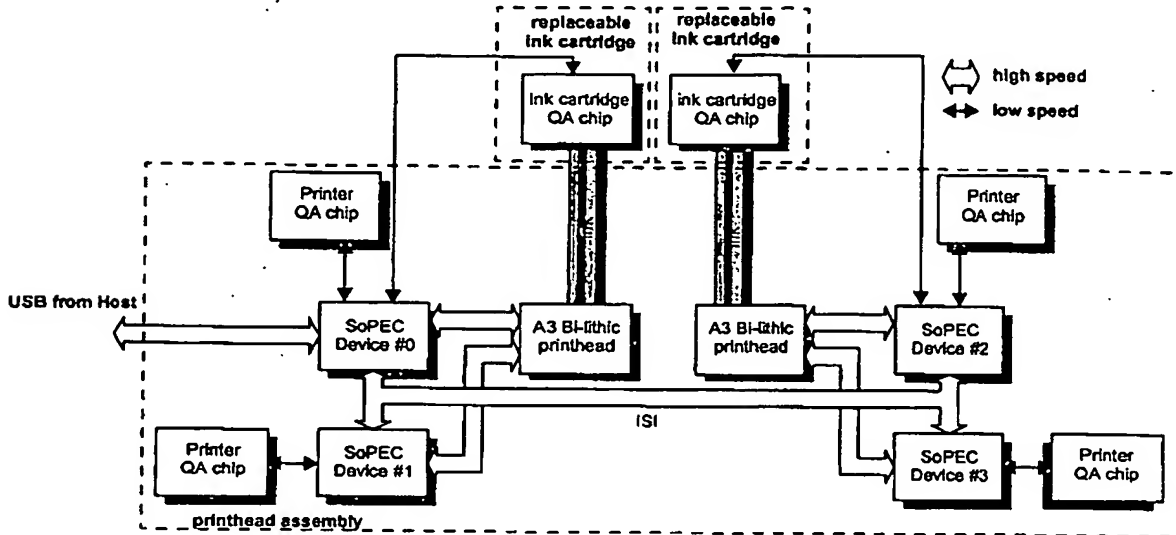 replaceable
ink cartridge
replaceable
ink cartridge
high speed
low speed
Ink cartridge
QA chip
ink cartridge
QA chip
Printer
QA chip
Printer
QA chip
USB from Host
SoPEC
Device #0
A3 Bi-lithic
printhead
A3 Bi-lithic
printhead
SoPEC
Device #2
ISI
Printer
QA chip
SoPEC
Device #1
SoPEC
Device #3
Printer
QA chip
printhead assembly